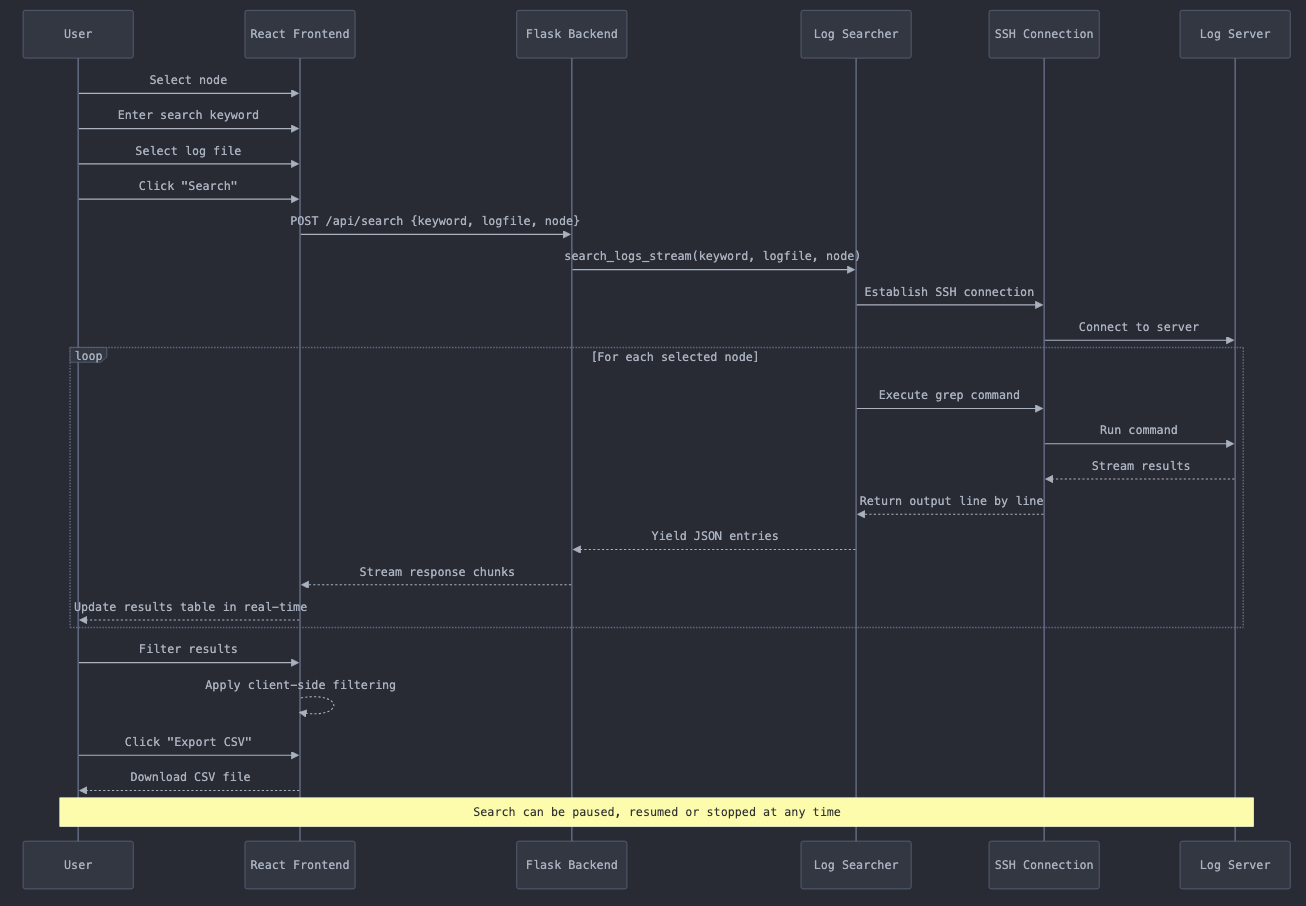 User
React Frontend
Flask Backend
Log Searcher
SSH Connection
Log Server
Select node
Enter search keyword
Select log file
Click "Search"
POST /api/search {keyword, logfile, node}
search_logs_stream(keyword, logfile, node)
Establish SSH connection
Connect to server
loop
[For each selected node]
Execute grep command
Run command
Stream results
Return output line by line
Yield JSON entries
Stream response chunks
Update results table in real-time
Filter results
Apply client-side filtering
Click "Export CSV"
Download CSV file
Search can be paused, resumed or stopped at any time
User
React Frontend
Flask Backend
Log Searcher
SSH Connection
Log Server